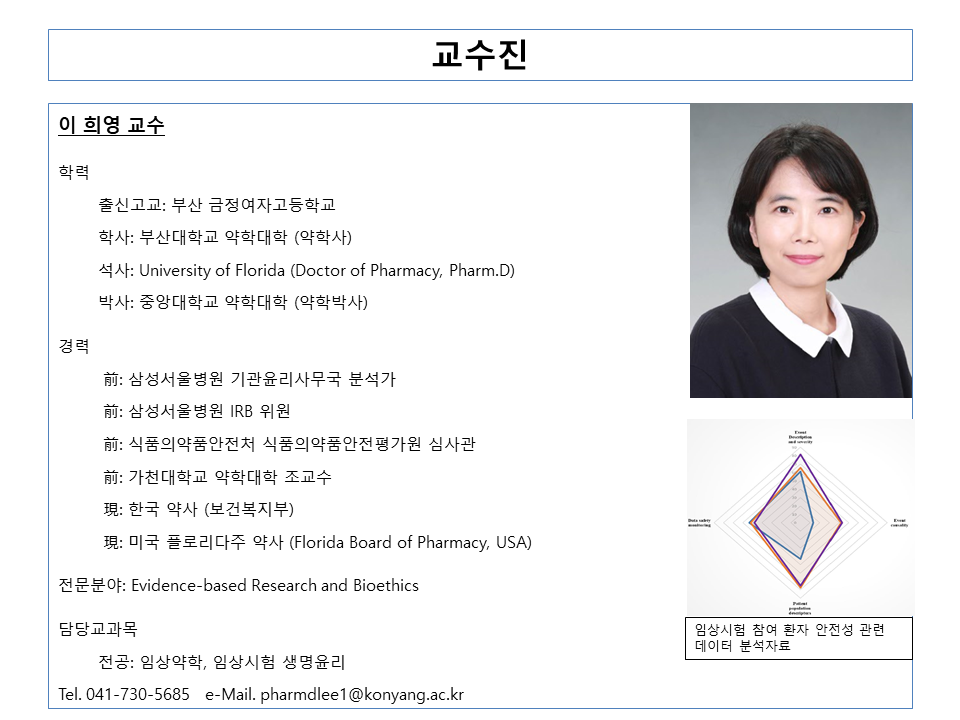 교수진
이 희영 교수
학력
출신고교: 부산 금정여자고등학교
학사: 부산대학교 약학대학 (약학사)
석사: University of Florida (Doctor of Pharmacy, Pharm.D)
박사: 중앙대학교 약학대학 (약학박사)
경력
前: 삼성서울병원 기관윤리사무국 분석가
前: 삼성서울병원 IRB 위원
前: 식품의약품안전처 식품의약품안전평가원 심사관
前: 가천대학교 약학대학 조교수
現: 한국 약사 (보건복지부)
現: 미국 플로리다주 약사 (Florida Board of Pharmacy, USA)
전문분야: Evidence-based Research and Bioethics
담당교과목
전공: 임상약학, 임상시험 생명윤리
Tel. 041-730-5685 e-Mail. pharmdlee1@konyang.ac.kr
Event
Description
and severity
Data safety
monitoring
Event
causality
Patient
population
descriptors
임상시험 참여 환자 안전성 관련
데이터 분석자료